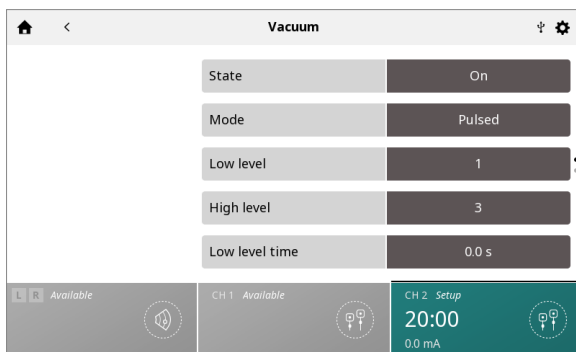 Vacuum
State On
Mode Pulsed
Low level 1
High level 3
Low level time 0.0 s
L R Available
CH 1 Available
CH 2 Setup
20:00
0.0 mA